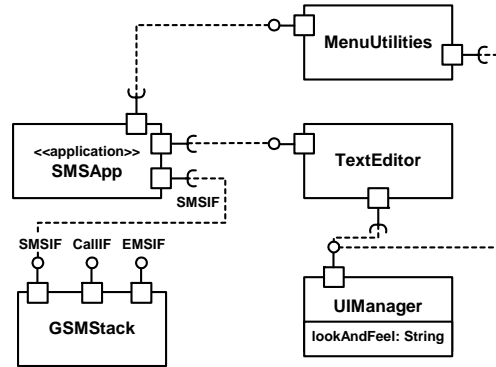 MenuUtilities
<<application>>
SMSApp
TextEditor
SMSIF
SMSIF CallIF EMSIF
GSMStack
UIManager
lookAndFeel: String